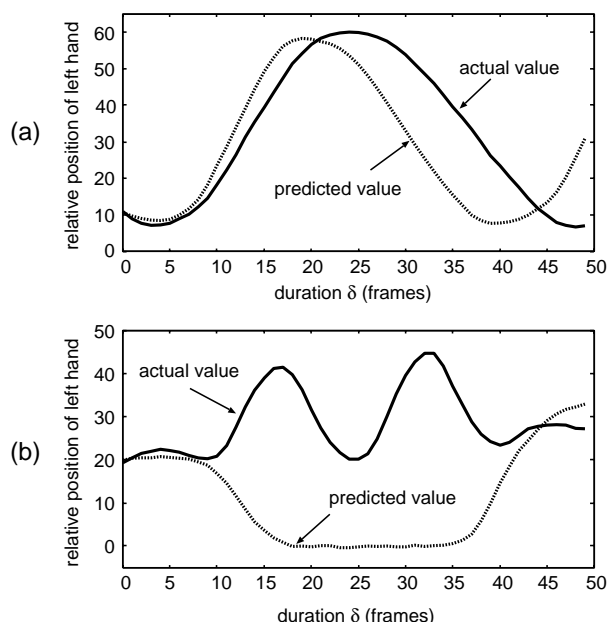 (a)
relative position of left hand
60
50
40
30
20
10
0
actual value
predicted value
0 5 10 15 20 25 30 35 40 45 50
duration δ (frames)
(b)
relative position of left hand
50
40
30
20
10
0
actual value
predicted value
0 5 10 15 20 25 30 35 40 45 50
duration δ (frames)